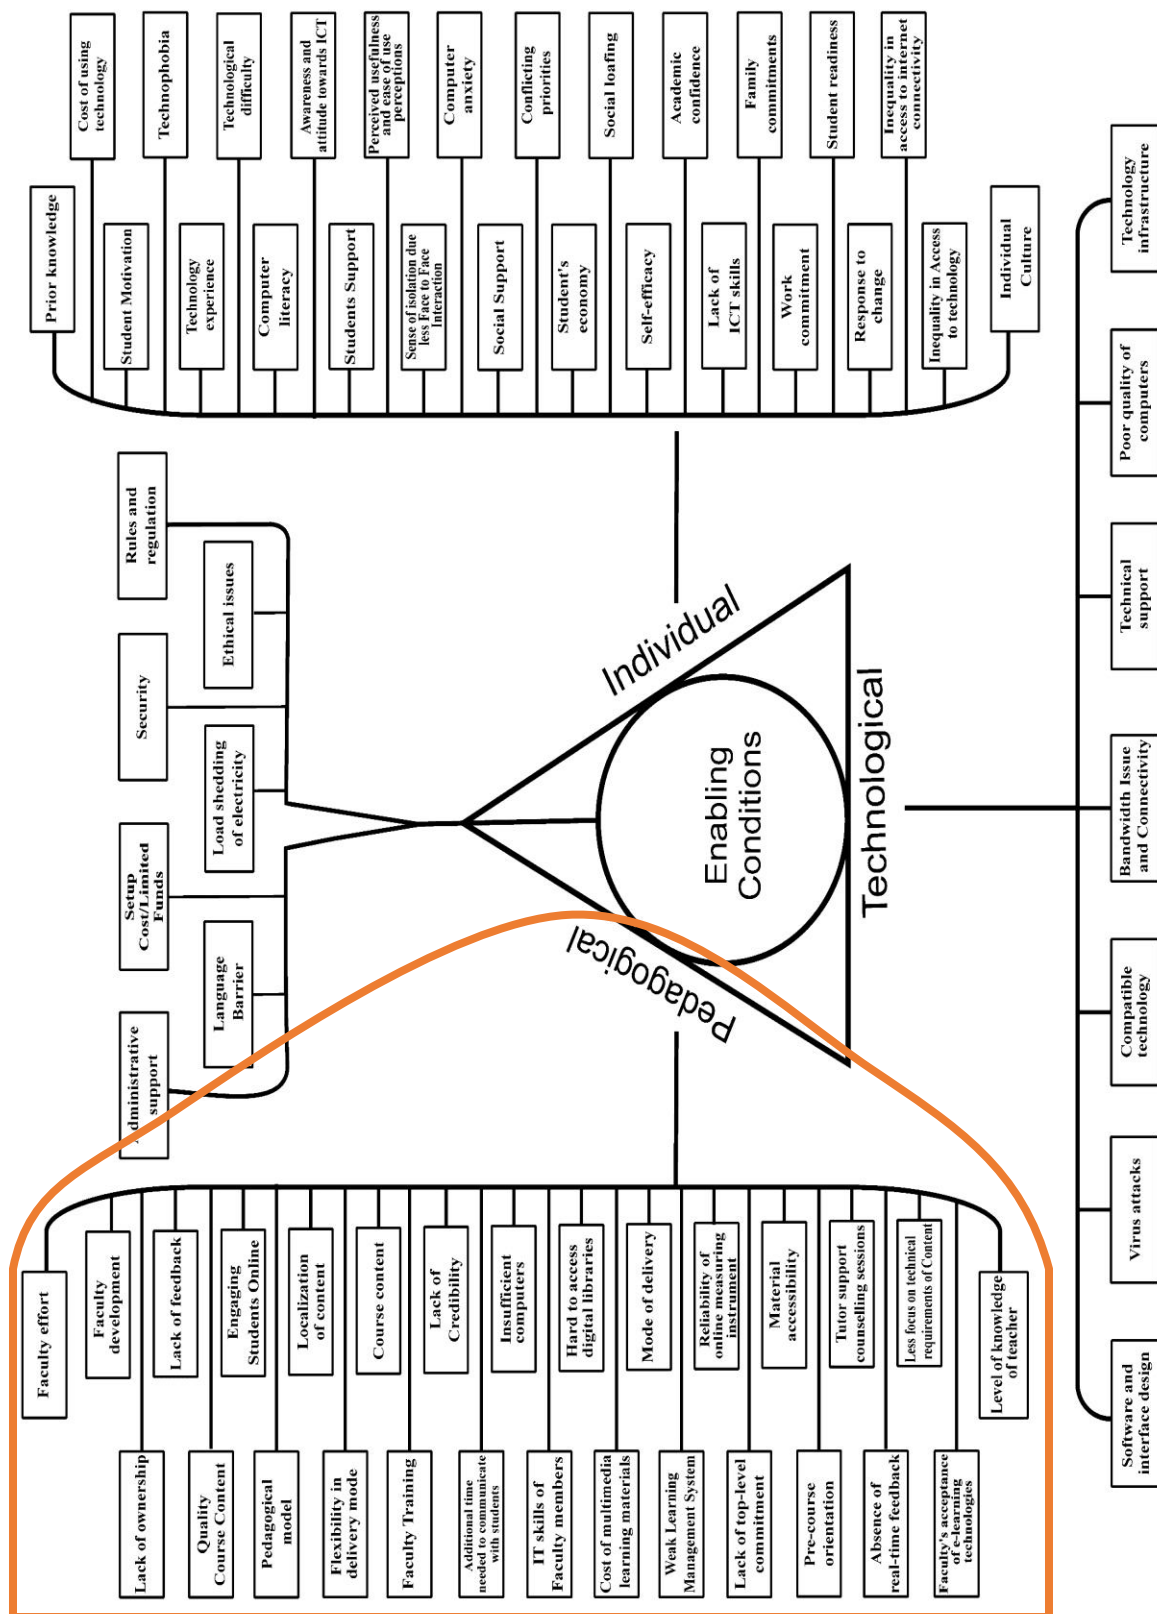 Prior knowledge
Cost of using
technology
Student Motivation
Technophobia
Technology
experience
Technological
difficulty
Computer
literacy
Awareness and
attitude towards ICT
Students Support
Perceived usefulness
and ease of use
perceptions
Sense of isolation due
less Face to Face
Interaction
Computer
anxiety
Social Support
Conflicting
priorities
Student's
economy
Social loafing
Self-efficacy
Academic
confidence
Lack of
ICT skills
Family
commitments
Work
commitment
Student readiness
Response to
change
Inequality in
access to internet
connectivity
Inequality in Access
to technology
Individual
Culture
Rules and
regulation
Ethical issues
Security
Load shedding
of electricity
Setup
Cost/Limited
Funds
Language
Barrier
Administrative
support
Individual
Enabling
Conditions
Pedagogical
Technological
Faculty effort
Faculty
development
Lack of ownership
Lack of feedback
Quality
Course Content
Engaging
Students Online
Pedagogical
model
Localization
of content
Flexibility in
delivery mode
Course content
Faculty Training
Lack of
Credibility
Additional time
needed to communicate
with students
Insufficient
computers
IT skills of
Faculty members
Hard to access
digital libraries
Cost of multimedia
learning materials
Mode of delivery
Weak Learning
Management System
Reliability of
online measuring
instrument
Lack of top-level
commitment
Material
accessibility
Pre-course
orientation
Tutor support
counselling sessions
Absence of
real-time feedback
Less focus on technical
requirements of Content
Faculty's acceptance
of e-learning
technologies
Level of knowledge
of teacher
Software and
interface design
Virus attacks
Compatible
technology
Bandwidth Issue
and Connectivity
Technical
support
Poor quality of
computers
Technology
infrastructure